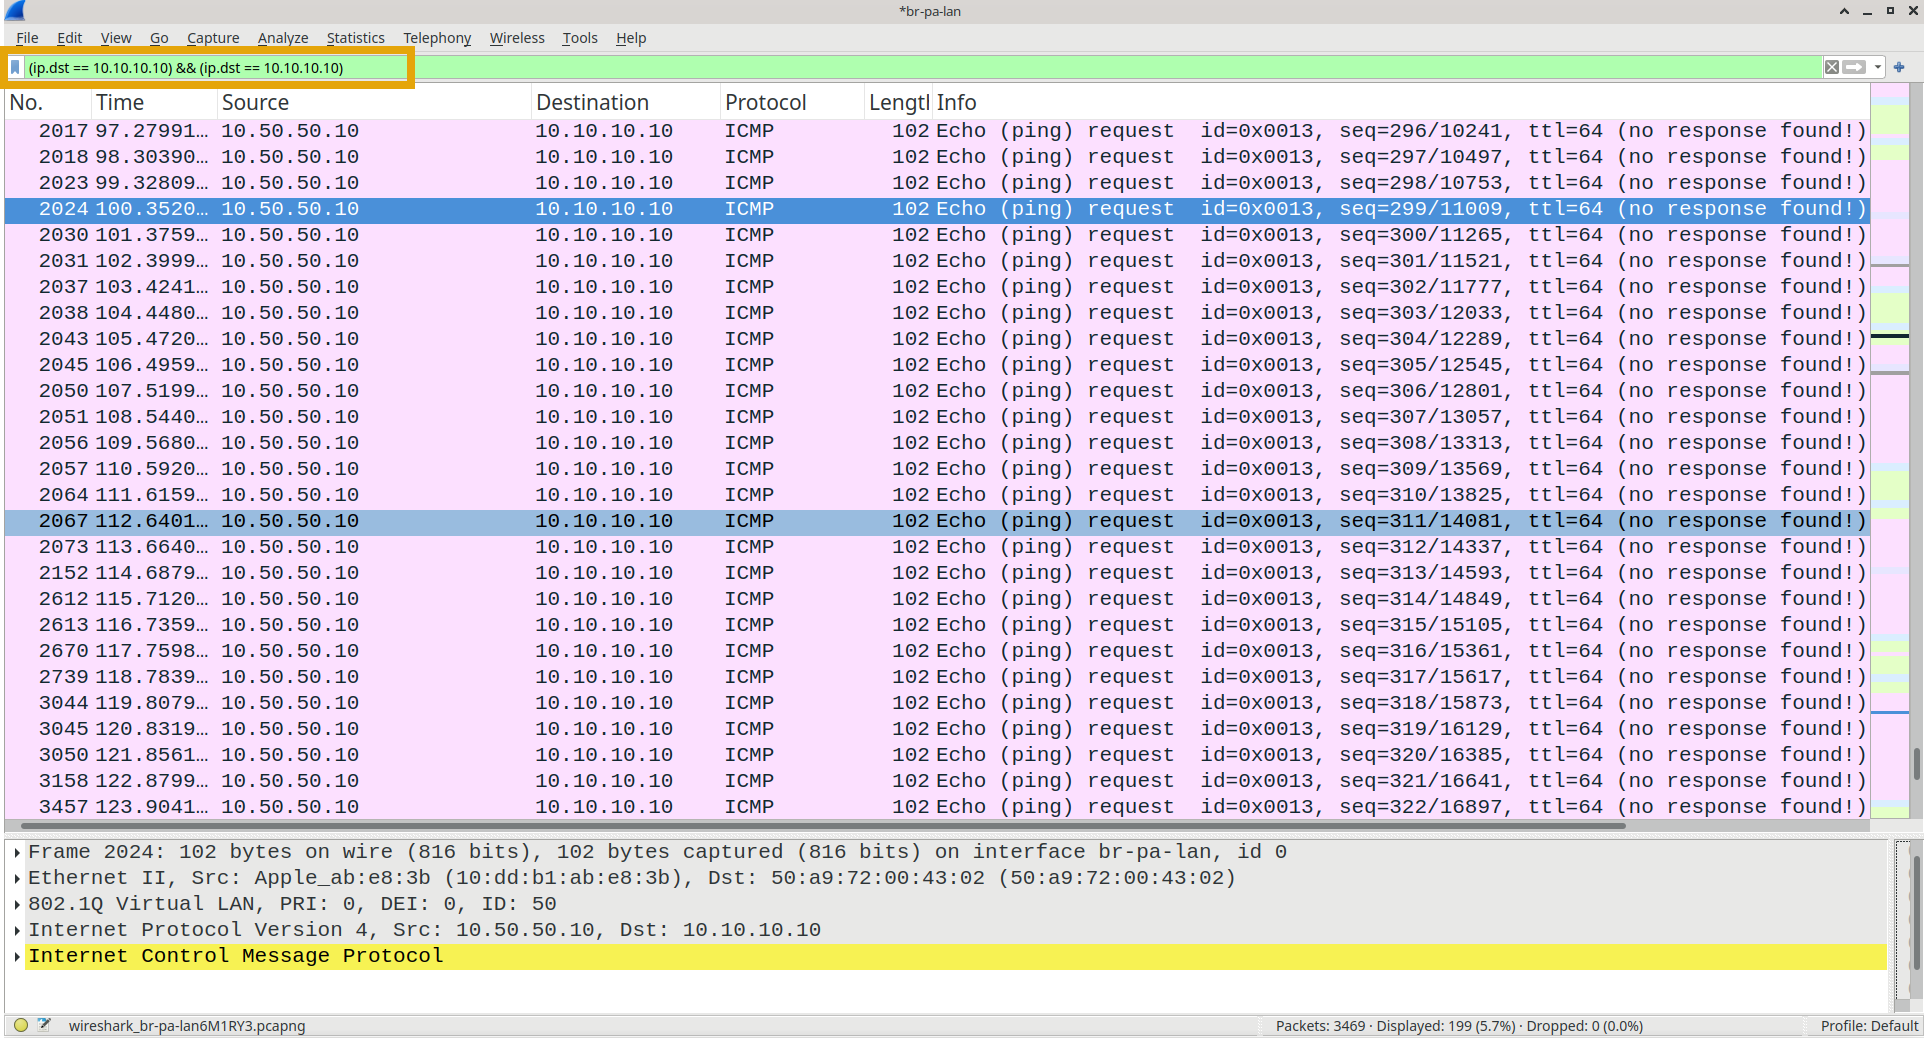 *br-pa-lan
File Edit View Go Capture Analyze Statistics Telephony Wireless Tools Help
(ip.dst == 10.10.10.10) && (ip.dst == 10.10.10.10)
No. Time Source Destination Protocol Lengtl Info
2017 97.27991… 10.50.50.10 10.10.10.10 ICMP 102 Echo (ping) request id=0x0013, seq=296/10241, ttl=64 (no response found!)
2018 98.30390… 10.50.50.10 10.10.10.10 ICMP 102 Echo (ping) request id=0x0013, seq=297/10497, ttl=64 (no response found!)
2023 99.32809… 10.50.50.10 10.10.10.10 ICMP 102 Echo (ping) request id=0x0013, seq=298/10753, ttl=64 (no response found!)
2024 100.3520… 10.50.50.10 10.10.10.10 ICMP 102 Echo (ping) request id=0x0013, seq=299/11009, ttl=64 (no response found!)
2030 101.3759… 10.50.50.10 10.10.10.10 ICMP 102 Echo (ping) request id=0x0013, seq=300/11265, ttl=64 (no response found!)
2031 102.3999… 10.50.50.10 10.10.10.10 ICMP 102 Echo (ping) request id=0x0013, seq=301/11521, ttl=64 (no response found!)
2037 103.4241… 10.50.50.10 10.10.10.10 ICMP 102 Echo (ping) request id=0x0013, seq=302/11777, ttl=64 (no response found!)
2038 104.4480… 10.50.50.10 10.10.10.10 ICMP 102 Echo (ping) request id=0x0013, seq=303/12033, ttl=64 (no response found!)
2043 105.4720… 10.50.50.10 10.10.10.10 ICMP 102 Echo (ping) request id=0x0013, seq=304/12289, ttl=64 (no response found!)
2045 106.4959… 10.50.50.10 10.10.10.10 ICMP 102 Echo (ping) request id=0x0013, seq=305/12545, ttl=64 (no response found!)
2050 107.5199… 10.50.50.10 10.10.10.10 ICMP 102 Echo (ping) request id=0x0013, seq=306/12801, ttl=64 (no response found!)
2051 108.5440… 10.50.50.10 10.10.10.10 ICMP 102 Echo (ping) request id=0x0013, seq=307/13057, ttl=64 (no response found!)
2056 109.5680… 10.50.50.10 10.10.10.10 ICMP 102 Echo (ping) request id=0x0013, seq=308/13313, ttl=64 (no response found!)
2057 110.5920… 10.50.50.10 10.10.10.10 ICMP 102 Echo (ping) request id=0x0013, seq=309/13569, ttl=64 (no response found!)
2064 111.6159… 10.50.50.10 10.10.10.10 ICMP 102 Echo (ping) request id=0x0013, seq=310/13825, ttl=64 (no response found!)
2067 112.6401… 10.50.50.10 10.10.10.10 ICMP 102 Echo (ping) request id=0x0013, seq=311/14081, ttl=64 (no response found!)
2073 113.6640… 10.50.50.10 10.10.10.10 ICMP 102 Echo (ping) request id=0x0013, seq=312/14337, ttl=64 (no response found!)
2152 114.6879… 10.50.50.10 10.10.10.10 ICMP 102 Echo (ping) request id=0x0013, seq=313/14593, ttl=64 (no response found!)
2612 115.7120… 10.50.50.10 10.10.10.10 ICMP 102 Echo (ping) request id=0x0013, seq=314/14849, ttl=64 (no response found!)
2613 116.7359… 10.50.50.10 10.10.10.10 ICMP 102 Echo (ping) request id=0x0013, seq=315/15105, ttl=64 (no response found!)
2670 117.7598… 10.50.50.10 10.10.10.10 ICMP 102 Echo (ping) request id=0x0013, seq=316/15361, ttl=64 (no response found!)
2739 118.7839… 10.50.50.10 10.10.10.10 ICMP 102 Echo (ping) request id=0x0013, seq=317/15617, ttl=64 (no response found!)
3044 119.8079… 10.50.50.10 10.10.10.10 ICMP 102 Echo (ping) request id=0x0013, seq=318/15873, ttl=64 (no response found!)
3045 120.8319… 10.50.50.10 10.10.10.10 ICMP 102 Echo (ping) request id=0x0013, seq=319/16129, ttl=64 (no response found!)
3050 121.8561… 10.50.50.10 10.10.10.10 ICMP 102 Echo (ping) request id=0x0013, seq=320/16385, ttl=64 (no response found!)
3158 122.8799… 10.50.50.10 10.10.10.10 ICMP 102 Echo (ping) request id=0x0013, seq=321/16641, ttl=64 (no response found!)
3457 123.9041… 10.50.50.10 10.10.10.10 ICMP 102 Echo (ping) request id=0x0013, seq=322/16897, ttl=64 (no response found!)
Frame 2024: 102 bytes on wire (816 bits), 102 bytes captured (816 bits) on interface br-pa-lan, id 0
Ethernet II, Src: Apple_ab:e8:3b (10:dd:b1:ab:e8:3b), Dst: 50:a9:72:00:43:02 (50:a9:72:00:43:02)
802.1Q Virtual LAN, PRI: 0, DEI: 0, ID: 50
Internet Protocol Version 4, Src: 10.50.50.10, Dst: 10.10.10.10
Internet Control Message Protocol
wireshark_br-pa-lan6M1RY3.pcapng Packets: 3469 · Displayed: 199 (5.7%) · Dropped: 0 (0.0%) Profile: Default